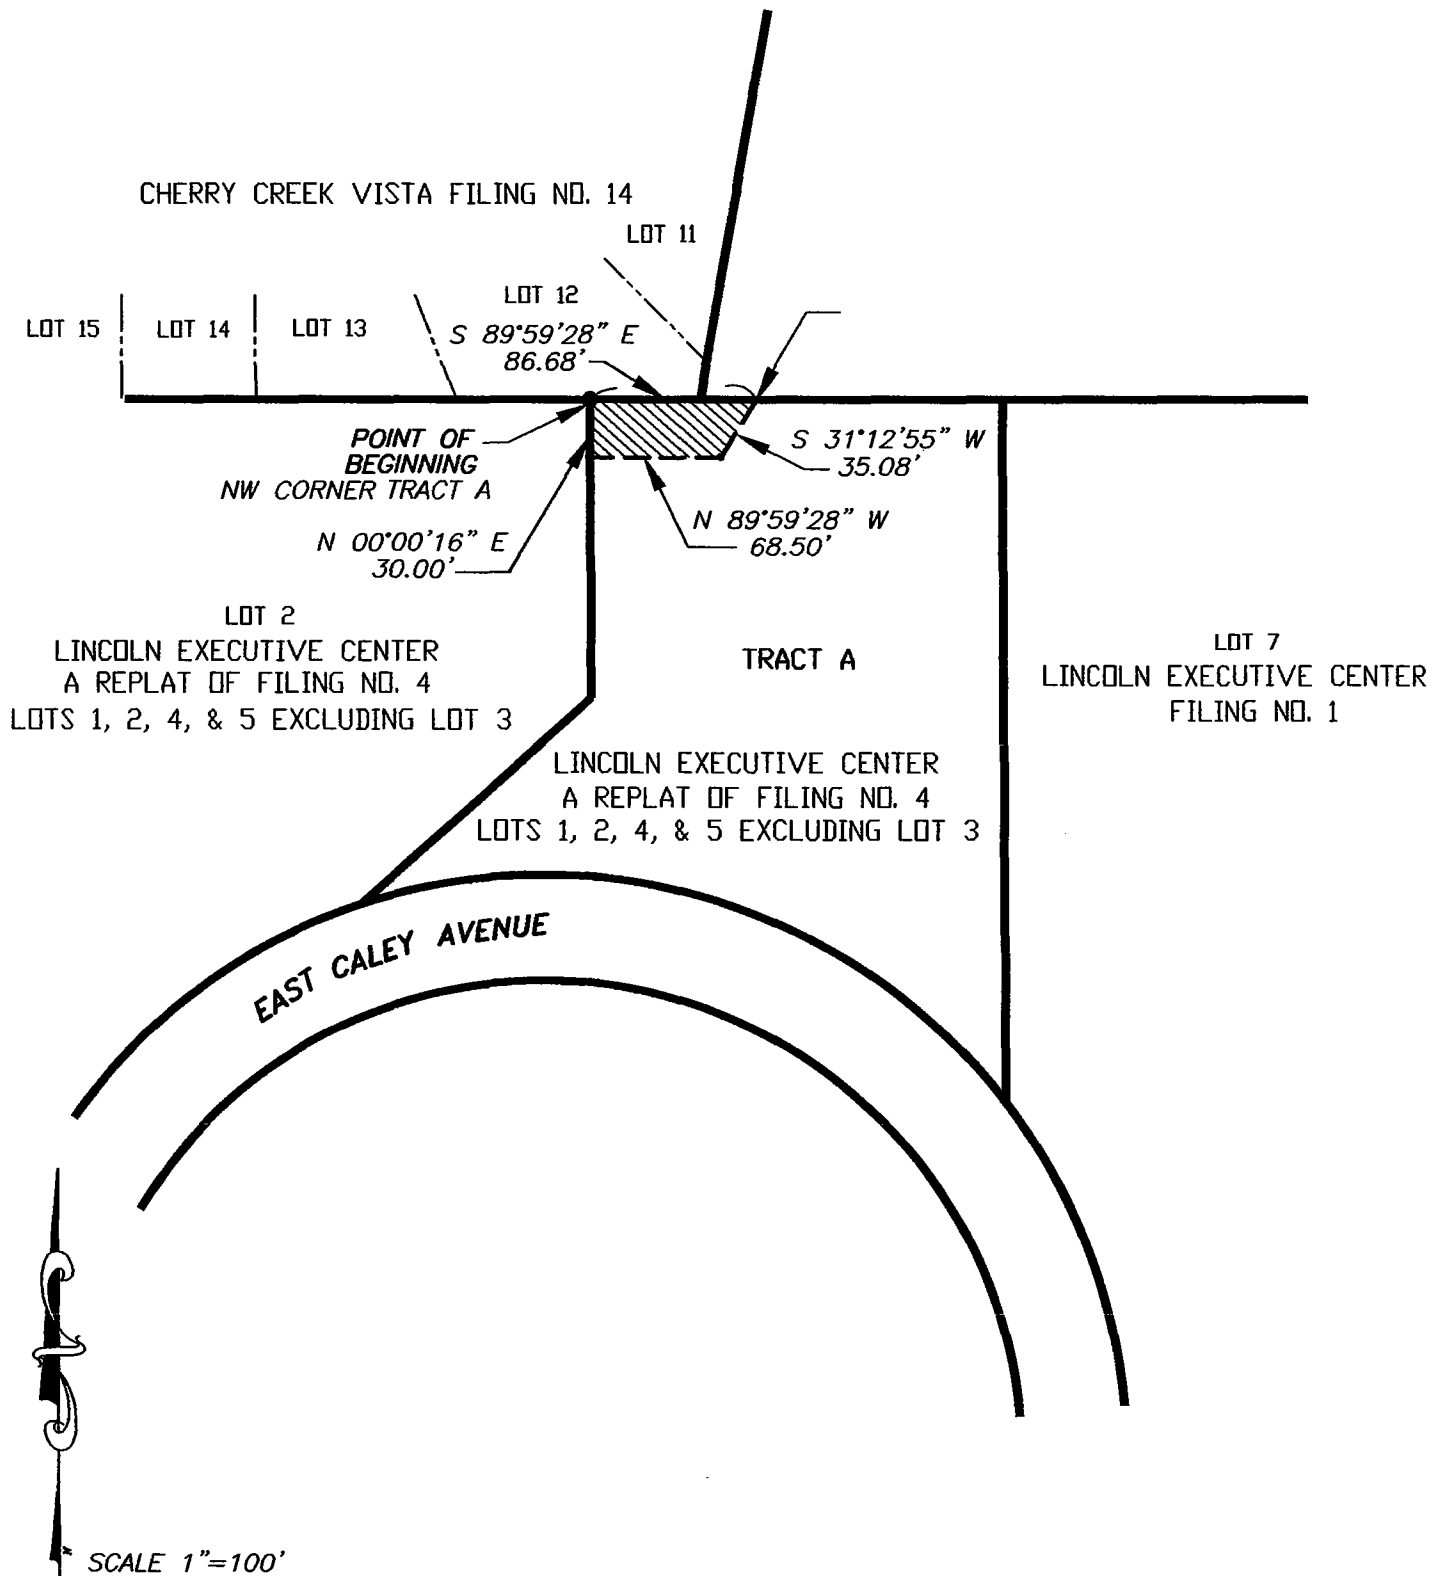 CHERRY CREEK VISTA FILING NO. 14
LOT 11
LOT 12
LOT 15
LOT 14
LOT 13
S 89°59'28" E
86.68'
POINT OF
BEGINNING
NW CORNER TRACT A
S 31°12'55" W
35.08'
N 89°59'28" W
68.50'
N 00°00'16" E
30.00'
LOT 2
LINCOLN EXECUTIVE CENTER
A REPLAT OF FILING NO. 4
LOTS 1, 2, 4, & 5 EXCLUDING LOT 3
TRACT A
LOT 7
LINCOLN EXECUTIVE CENTER
FILING NO. 1
LINCOLN EXECUTIVE CENTER
A REPLAT OF FILING NO. 4
LOTS 1, 2, 4, & 5 EXCLUDING LOT 3
EAST CALEY AVENUE
SCALE 1"=100'